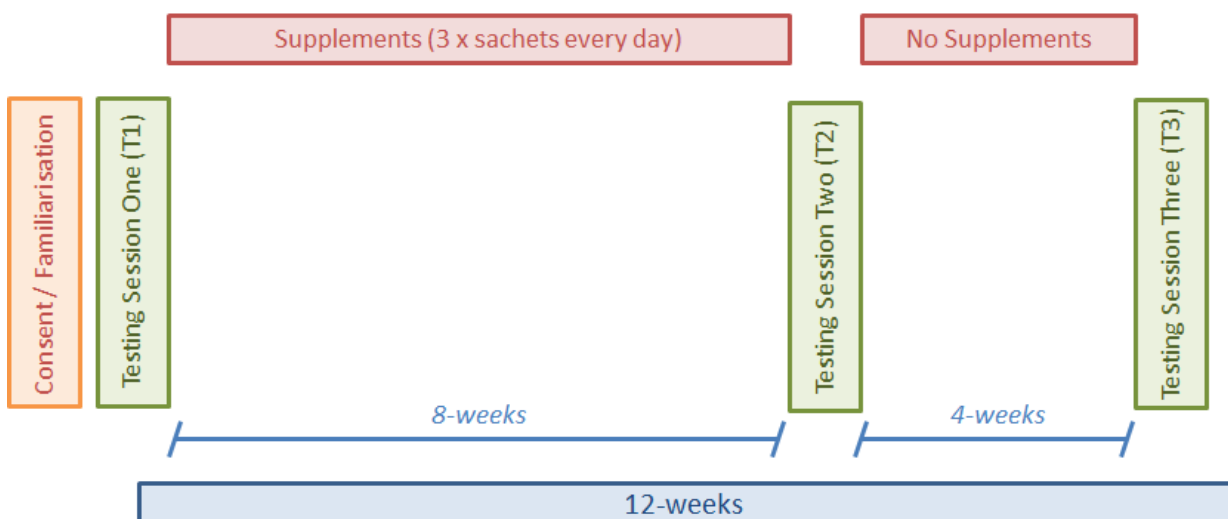 Supplements (3 x sachets every day)
No Supplements
Consent / Familiarisation
Testing Session One (T1)
Testing Session Two (T2)
Testing Session Three (T3)
8-weeks
4-weeks
12-weeks